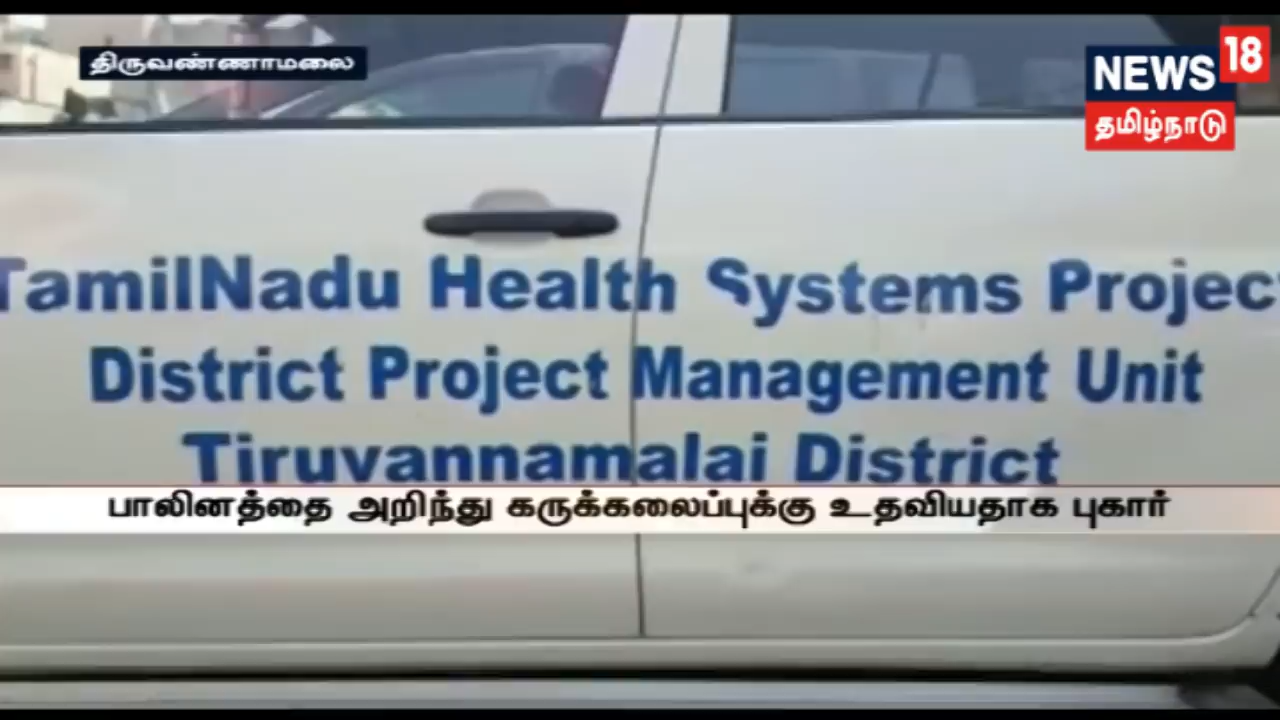 திருவண்ணாமலை
NEWS 18
தமிழ்நாடு
TamilNadu Health Systems Project
District Project Management Unit
Tiruvannamalai District
பாலினத்தை அறிந்து கருக்கலைப்புக்கு உதவியதாக புகார்